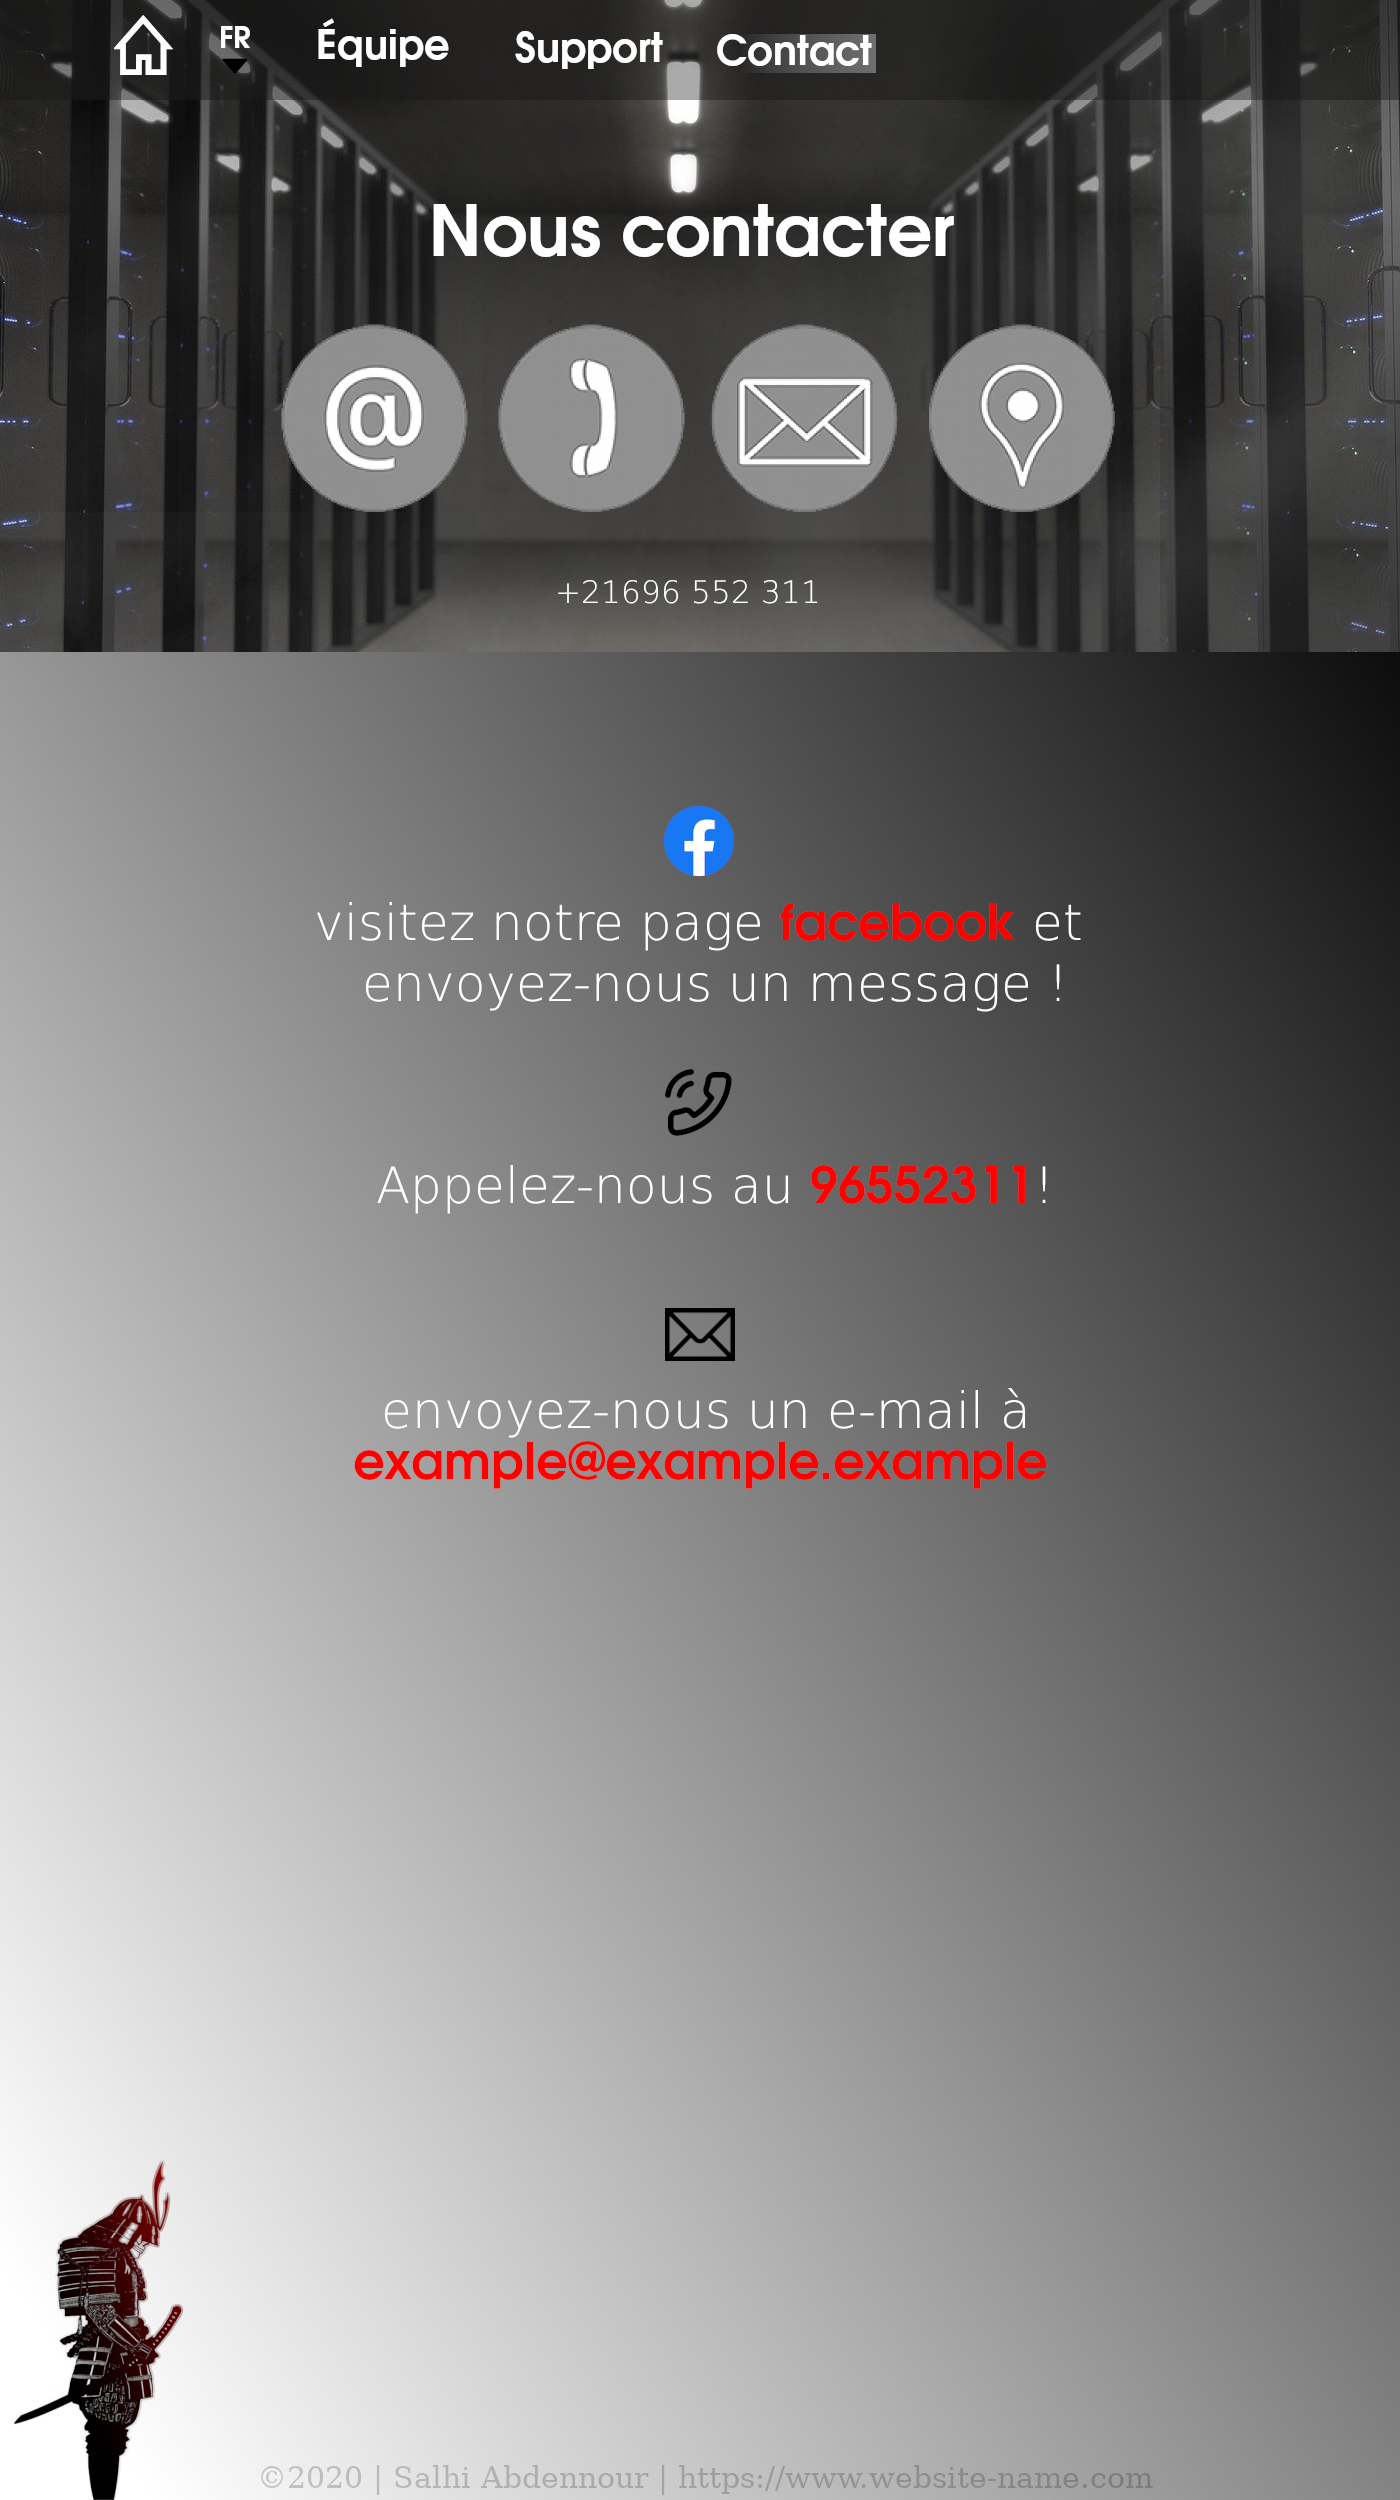 FR
Équipe
Support
Contact
Nous contacter
@
+21696 552 311
visitez notre page facebook et
envoyez-nous un message !
Appelez-nous au 96552311!
envoyez-nous un e-mail à
example@example.example
©2020 | Salhi Abdennour | https://www.website-name.com